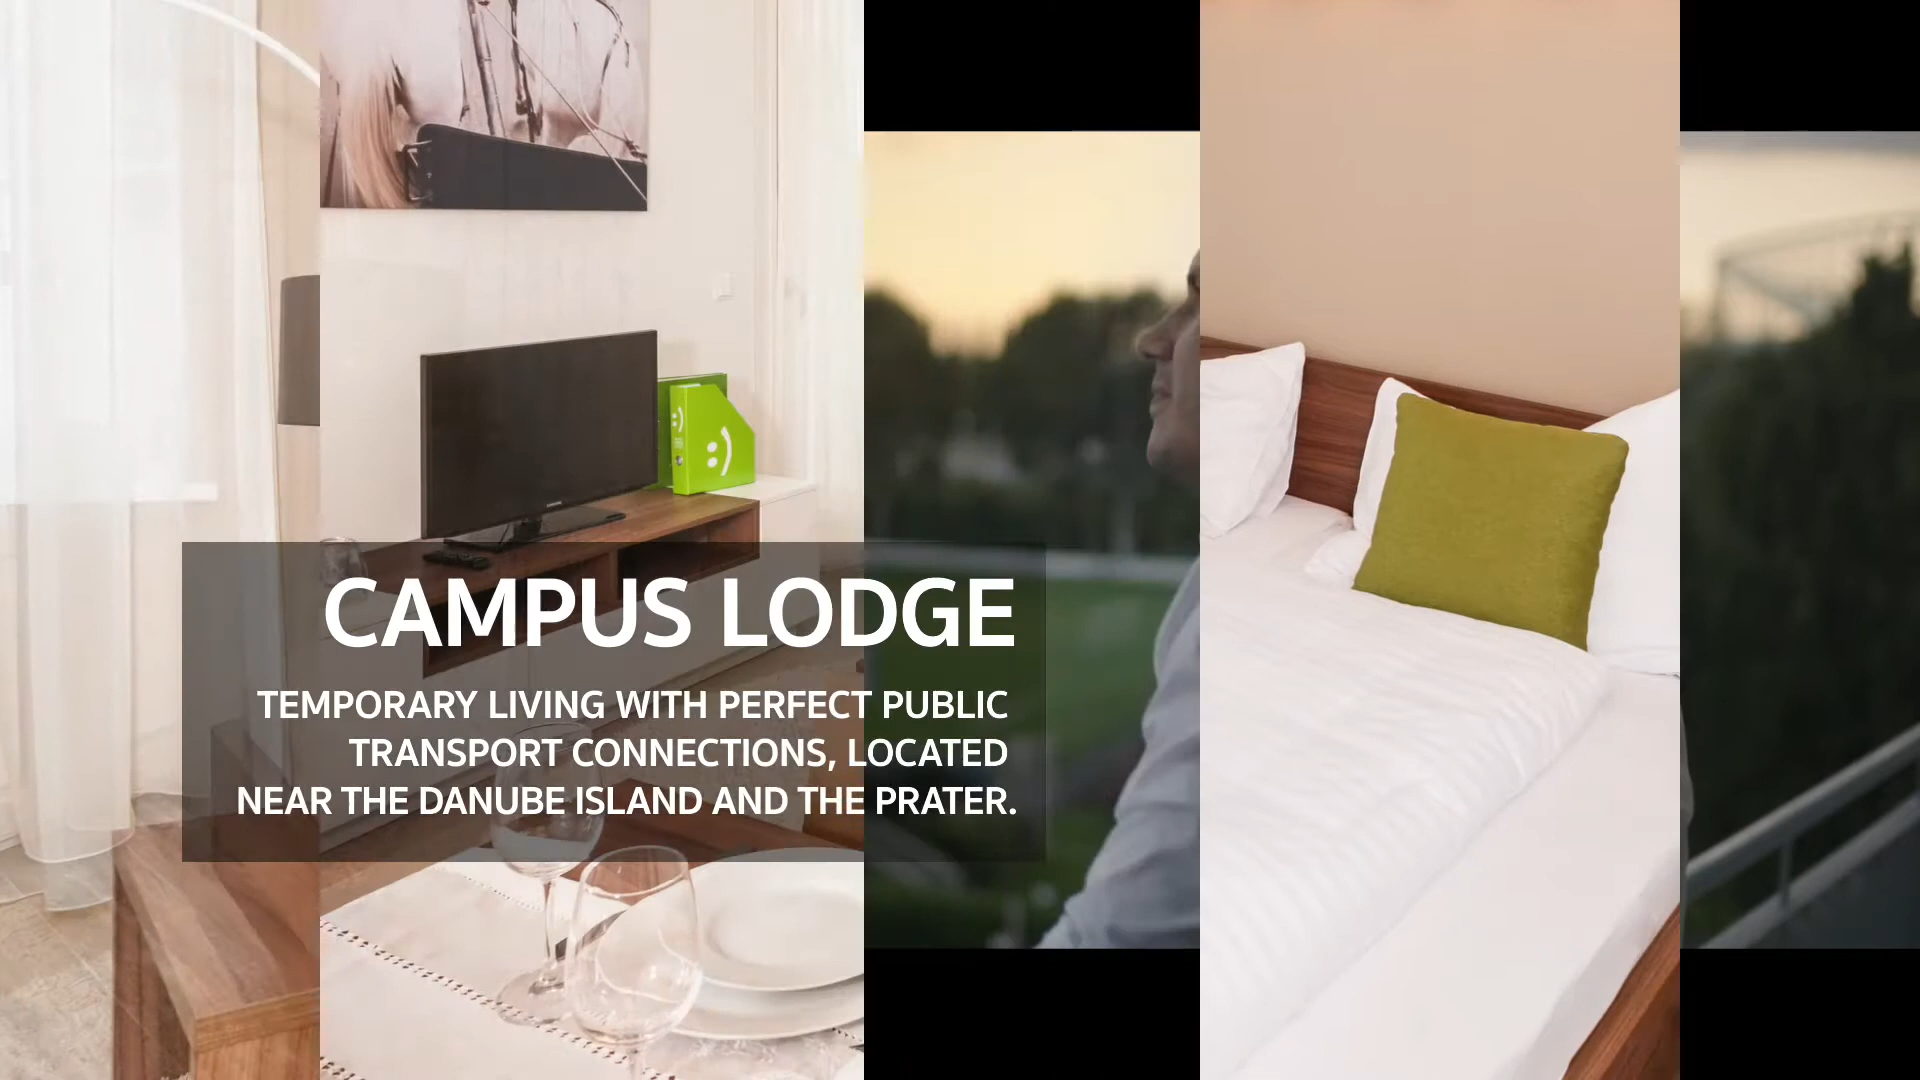 CAMPUS LODGE
TEMPORARY LIVING WITH PERFECT PUBLIC
TRANSPORT CONNECTIONS, LOCATED
NEAR THE DANUBE ISLAND AND THE PRATER.